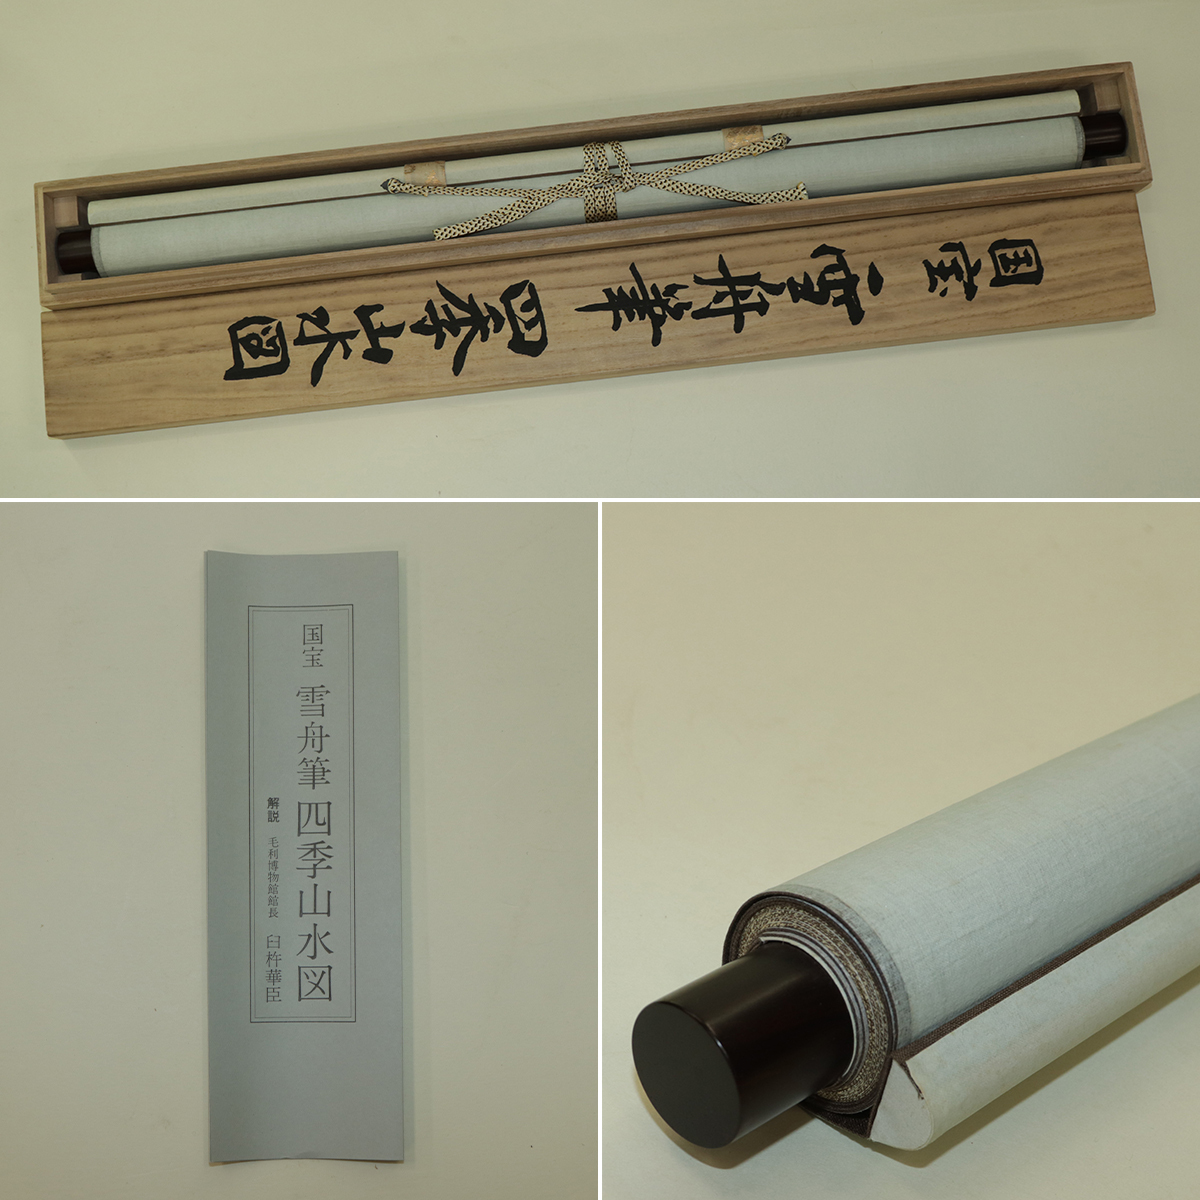 国宝 雪舟筆 四季山水図
国宝 雪舟筆 四季山水図
解説 毛利博物館館長 臼杵華臣